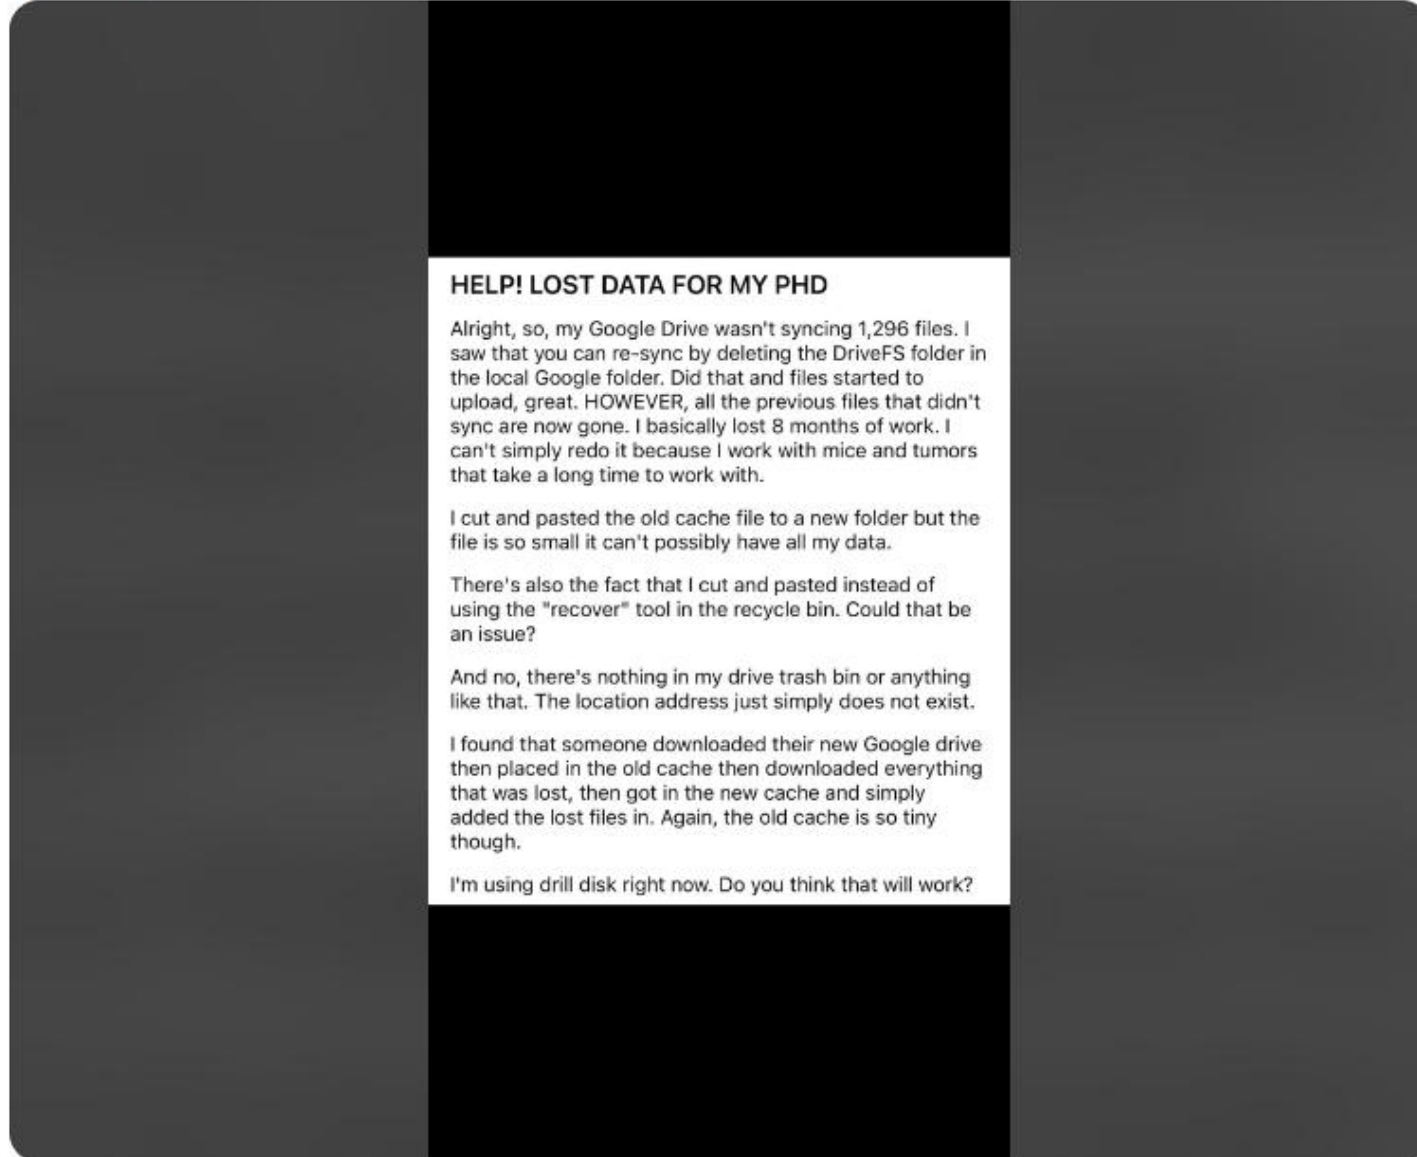 HELP! LOST DATA FOR MY PHD
Alright, so, my Google Drive wasn't syncing 1,296 files. I
saw that you can re-sync by deleting the DriveFS folder in
the local Google folder. Did that and files started to
upload, great. HOWEVER, all the previous files that didn't
sync are now gone. I basically lost 8 months of work. I
can't simply redo it because I work with mice and tumors
that take a long time to work with.
I cut and pasted the old cache file to a new folder but the
file is so small it can't possibly have all my data.
There's also the fact that I cut and pasted instead of
using the "recover" tool in the recycle bin. Could that be
an issue?
And no, there's nothing in my drive trash bin or anything
like that. The location address just simply does not exist.
I found that someone downloaded their new Google drive
then placed in the old cache then downloaded everything
that was lost, then got in the new cache and simply
added the lost files in. Again, the old cache is so tiny
though.
I'm using drill disk right now. Do you think that will work?